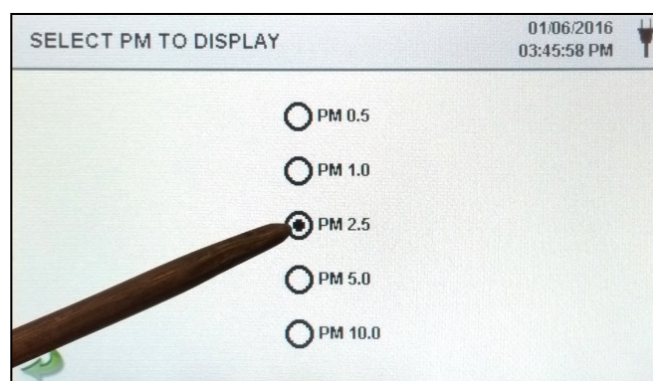 SELECT PM TO DISPLAY
01/06/2016
03:45:58 PM
PM 0.5
PM 1.0
PM 2.5
PM 5.0
PM 10.0